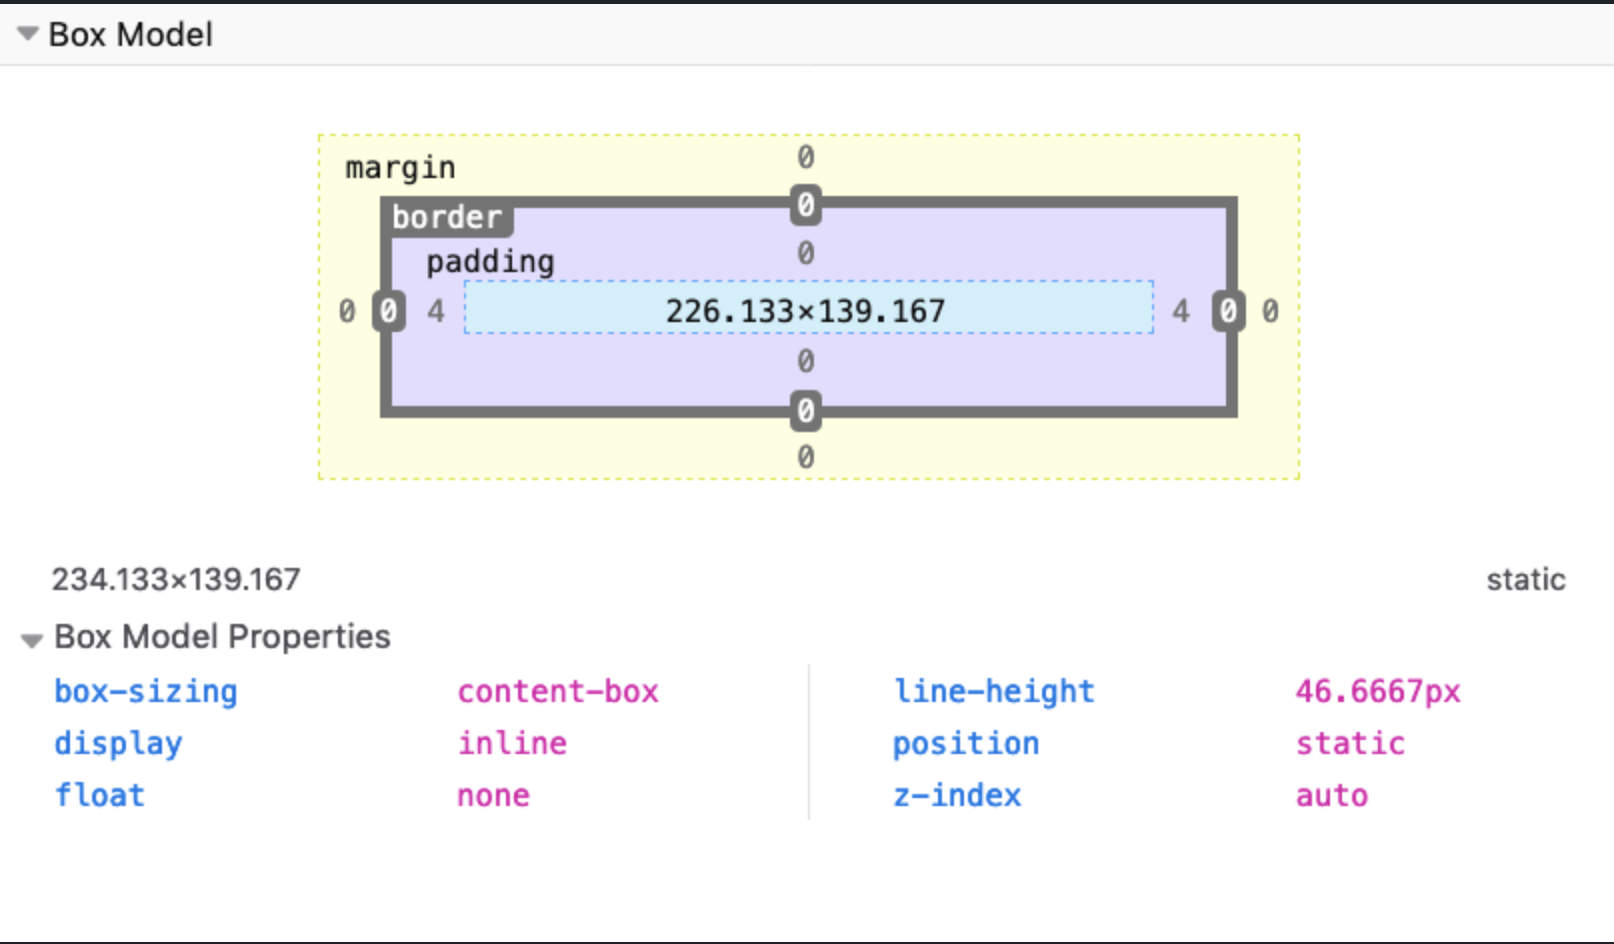 Box Model
margin 0
border 0
padding 0
0 0 4 226.133×139.167 4 0 0
0
0
0
234.133×139.167 static
Box Model Properties
box-sizing content-box line-height 46.6667px
display inline position static
float none z-index auto